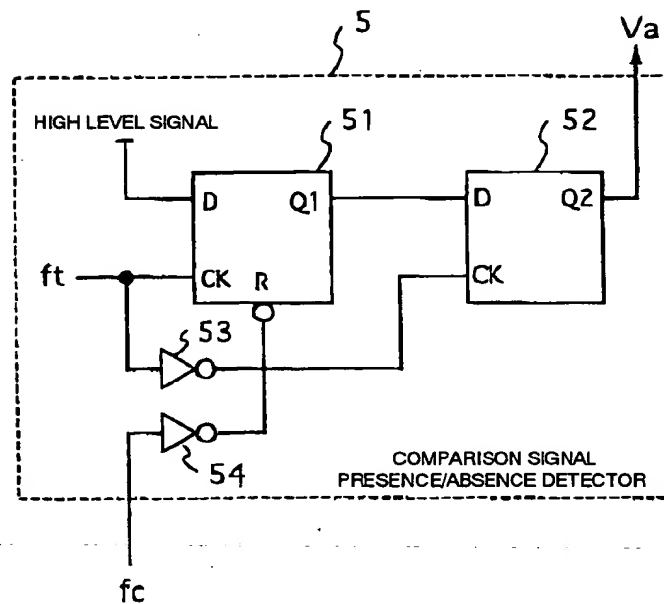 5
Va
HIGH LEVEL SIGNAL
51
52
D
Q1
D
Q2
ft
CK
R
CK
53
54
COMPARISON SIGNAL
PRESENCE/ABSENCE DETECTOR
fc